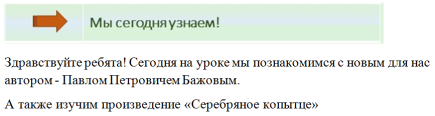 Мы сегодня узнаем!
Здравствуйте ребята! Сегодня на уроке мы познакомимся с новым для нас
автором - Павлом Петровичем Бажовым.
А также изучим произведение «Серебряное копытце»